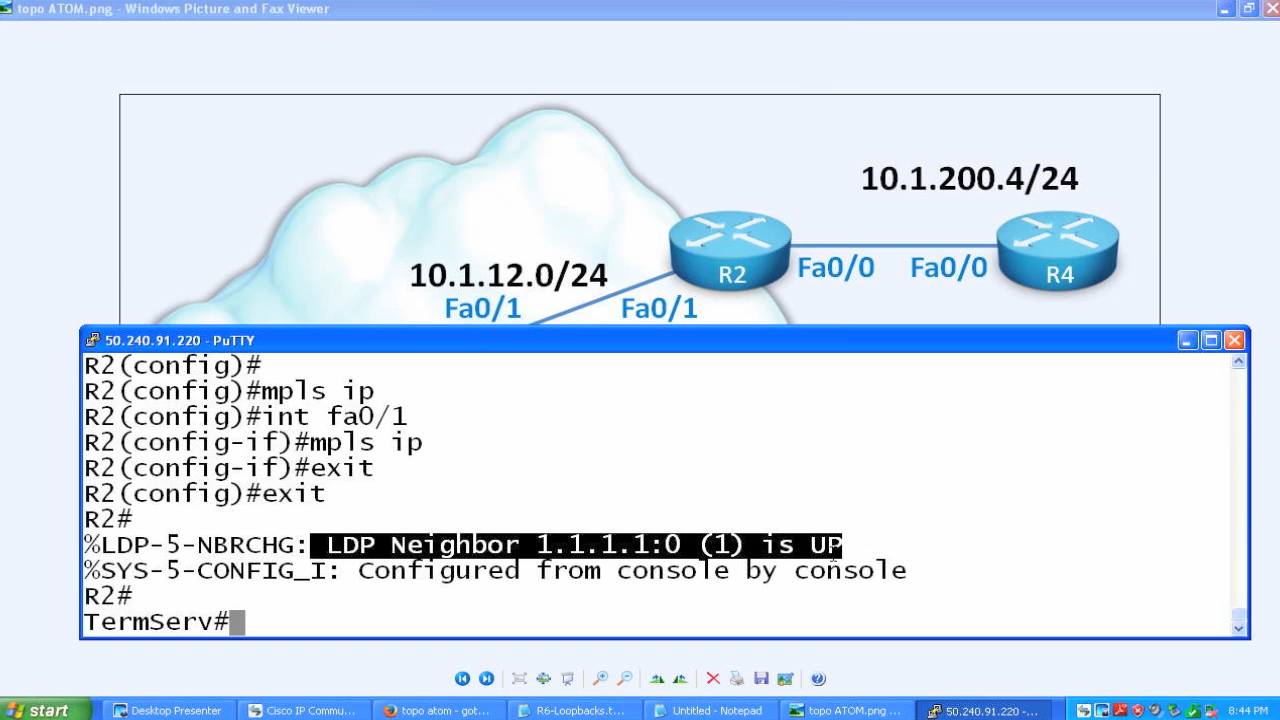 topo ATOM.png - Windows Picture and Fax Viewer
10.1.200.4/24
10.1.12.0/24
R2
Fa0/0
Fa0/0
R4
Fa0/1
Fa0/1
50.240.91.220 - PuTTY
R2(config)#
R2(config)#mpls ip
R2(config)#int fa0/1
R2(config-if)#mpls ip
R2(config-if)#exit
R2(config)#exit
R2#
%LDP-5-NBRCHG: LDP Neighbor 1.1.1.1:0 (1) is UP
%SYS-5-CONFIG_I: Configured from console by console
R2#
TermServ#
start
Desktop Presenter
Cisco IP Commu...
topo atom - got...
R6-Loopbacks.t...
Untitled - Notepad
topo ATOM.png ...
50.240.91.220 -...
8:44 PM